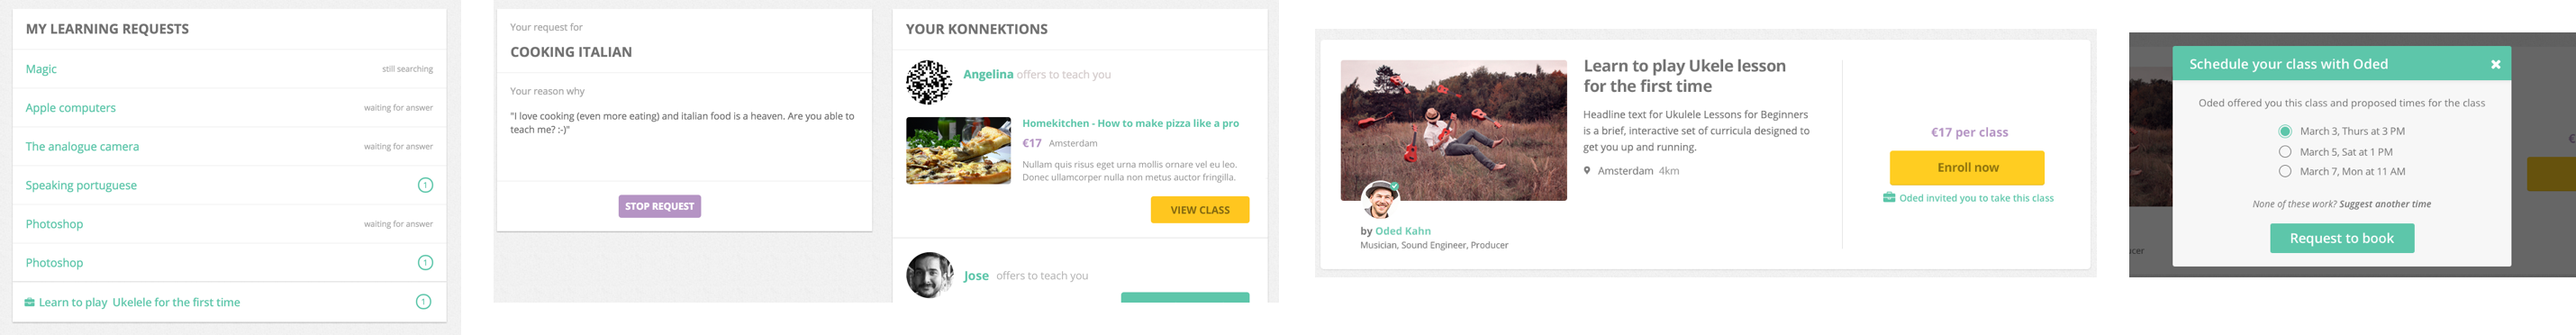 MY LEARNING REQUESTS
Magic
still searching
Apple computers
waiting for answer
The analogue camera
waiting for answer
Speaking portuguese
1
Photoshop
waiting for answer
Photoshop
1
Learn to play Ukelele for the first time
1
Your request for
COOKING ITALIAN
Your reason why
"I love cooking (even more eating) and italian food is a heaven. Are you able to
teach me? :-)"
STOP REQUEST
YOUR KONNEKTIONS
Angelina offers to teach you
Homekitchen - How to make pizza like a pro
€17 Amsterdam
Nullam quis risus eget urna mollis ornare vel eu leo.
Donec ullamcorper nulla non metus auctor fringilla.
VIEW CLASS
Jose offers to teach you
Learn to play Ukele lesson
for the first time
Headline text for Ukulele Lessons for Beginners
is a brief, interactive set of curricula designed to
get you up and running.
Amsterdam 4km
by Oded Kahn
Musician, Sound Engineer, Producer
€17 per class
Enroll now
Oded invited you to take this class
Schedule your class with Oded
Oded offered you this class and proposed times for the class
March 3, Thurs at 3 PM
March 5, Sat at 1 PM
March 7, Mon at 11 AM
None of these work? Suggest another time
Request to book
ucer
€